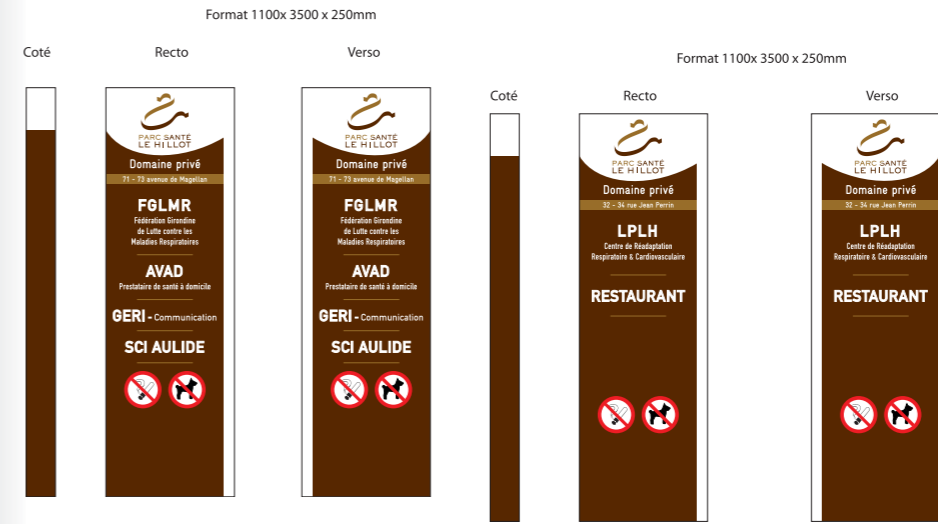 Format 1100x 3500 x 250mm
Coté
Recto
Verso
PARC SANTÉ
LE HILLOT
Domaine privé
71 - 73 avenue de Magellan
FGLMR
Fédération Girondine
de Lutte contre les
Maladies Respiratoires
AVAD
Prestataire de santé à domicile
GERI - Communication
SCI AULIDE
PARC SANTÉ
LE HILLOT
Domaine privé
71 - 73 avenue de Magellan
FGLMR
Fédération Girondine
de Lutte contre les
Maladies Respiratoires
AVAD
Prestataire de santé à domicile
GERI - Communication
SCI AULIDE
Format 1100x 3500 x 250mm
Coté
Recto
Verso
PARC SANTÉ
LE HILLOT
Domaine privé
32 - 34 rue Jean Perrin
LPLH
Centre de Réadaptation
Respiratoire & Cardiovasculaire
RESTAURANT
PARC SANTÉ
LE HILLOT
Domaine privé
32 - 34 rue Jean Perrin
LPLH
Centre de Réadaptation
Respiratoire & Cardiovasculaire
RESTAURANT